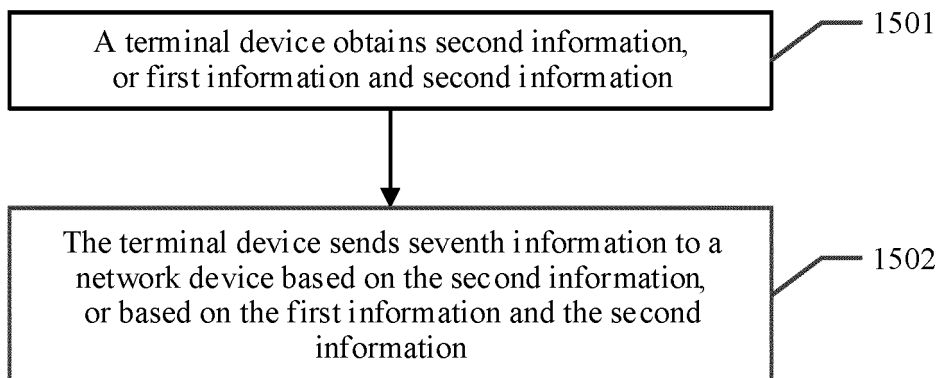 A terminal device obtains second information,
or first information and second information
1501
The terminal device sends seventh information to a
network device based on the second information,
or based on the first information and the second
information
1502